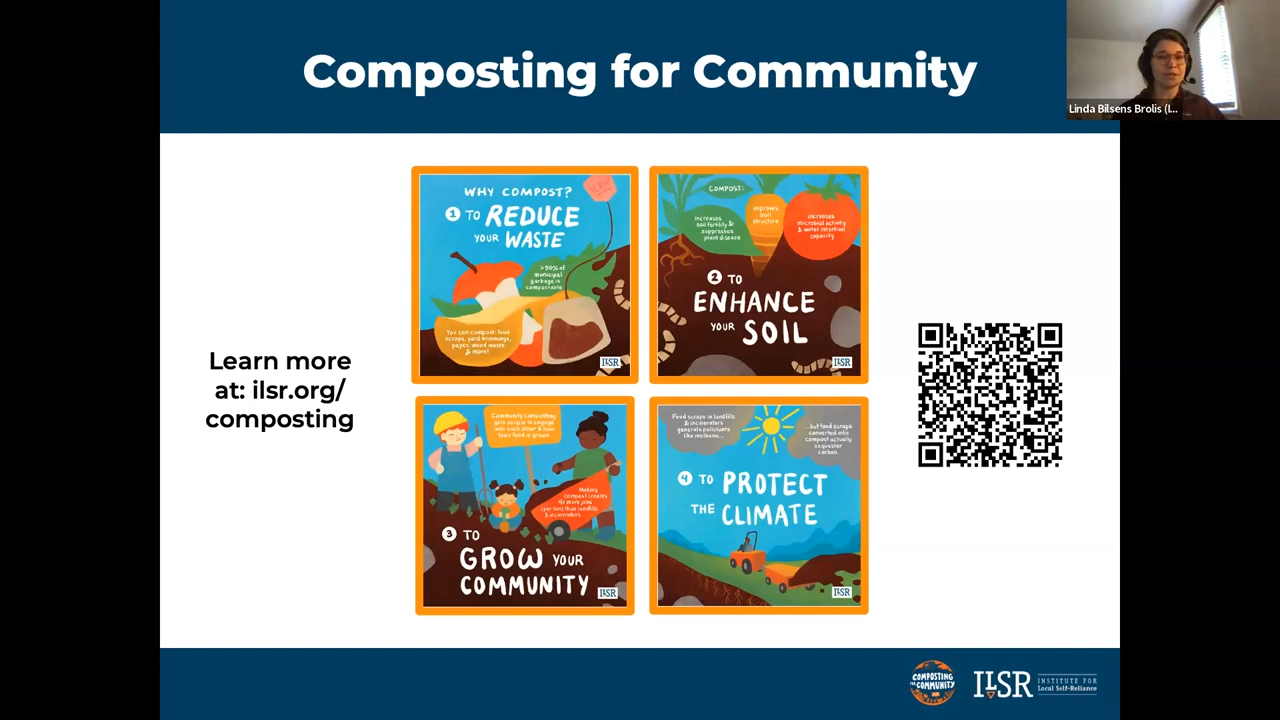 Composting for Community
Linda Bilsens Brolis (I...
WHY COMPOST?
1 TO REDUCE
YOUR WASTE
>50% of
municipal
garbage is
compostable
You can compost: food
scraps, yard trimmings,
paper, wood waste
& more!
ILSR
COMPOST:
increases
soil fertility &
suppresses
plant disease
improves
soil
structure
increases
microbial activity
& water retention
capacity
2 TO
ENHANCE
YOUR SOIL
ILSR
Learn more
at: ilsr.org/
composting
Community composting
gets people to engage
with each other & how
their food is grown
Making
compost creates
4x more jobs
(per ton) than landfills
& incinerators
3 TO
GROW YOUR
COMMUNITY
ILSR
Food scraps in landfills
& incinerators
generate pollutants
like methane...
...but food scraps
converted into
compost actually
sequester
carbon.
4 TO PROTECT
THE CLIMATE
ILSR
COMPOSTING
FOR COMMUNITY
ILSR INSTITUTE FOR
Local Self-Reliance